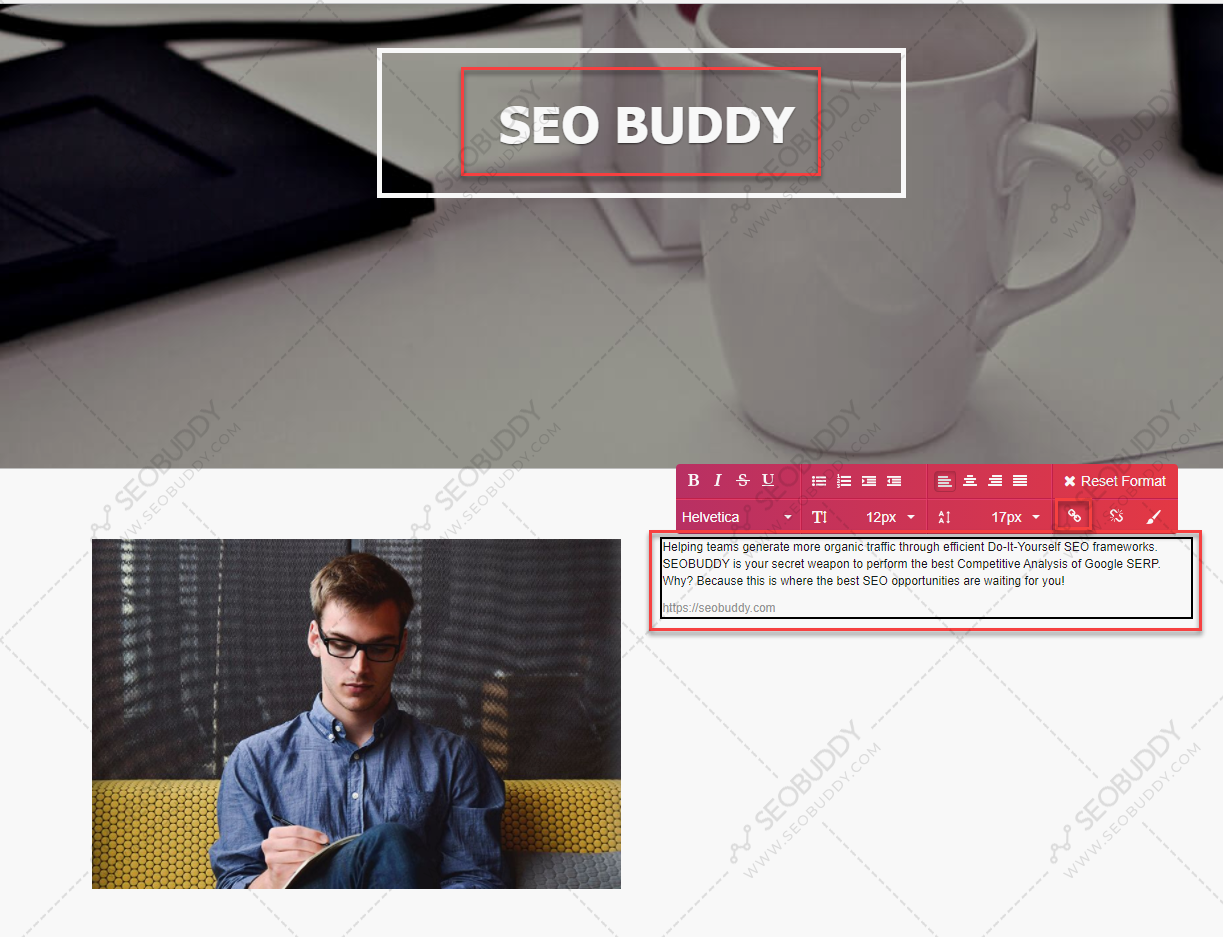 SEO BUDDY
B I S U
Reset Format
Helvetica 12px 17px
Helping teams generate more organic traffic through efficient Do-It-Yourself SEO frameworks.
SEOBUDDY is your secret weapon to perform the best Competitive Analysis of Google SERP.
Why? Because this is where the best SEO opportunities are waiting for you!
https://seobuddy.com
SEOBUDDY
WWW.SEOBUDDY.COM